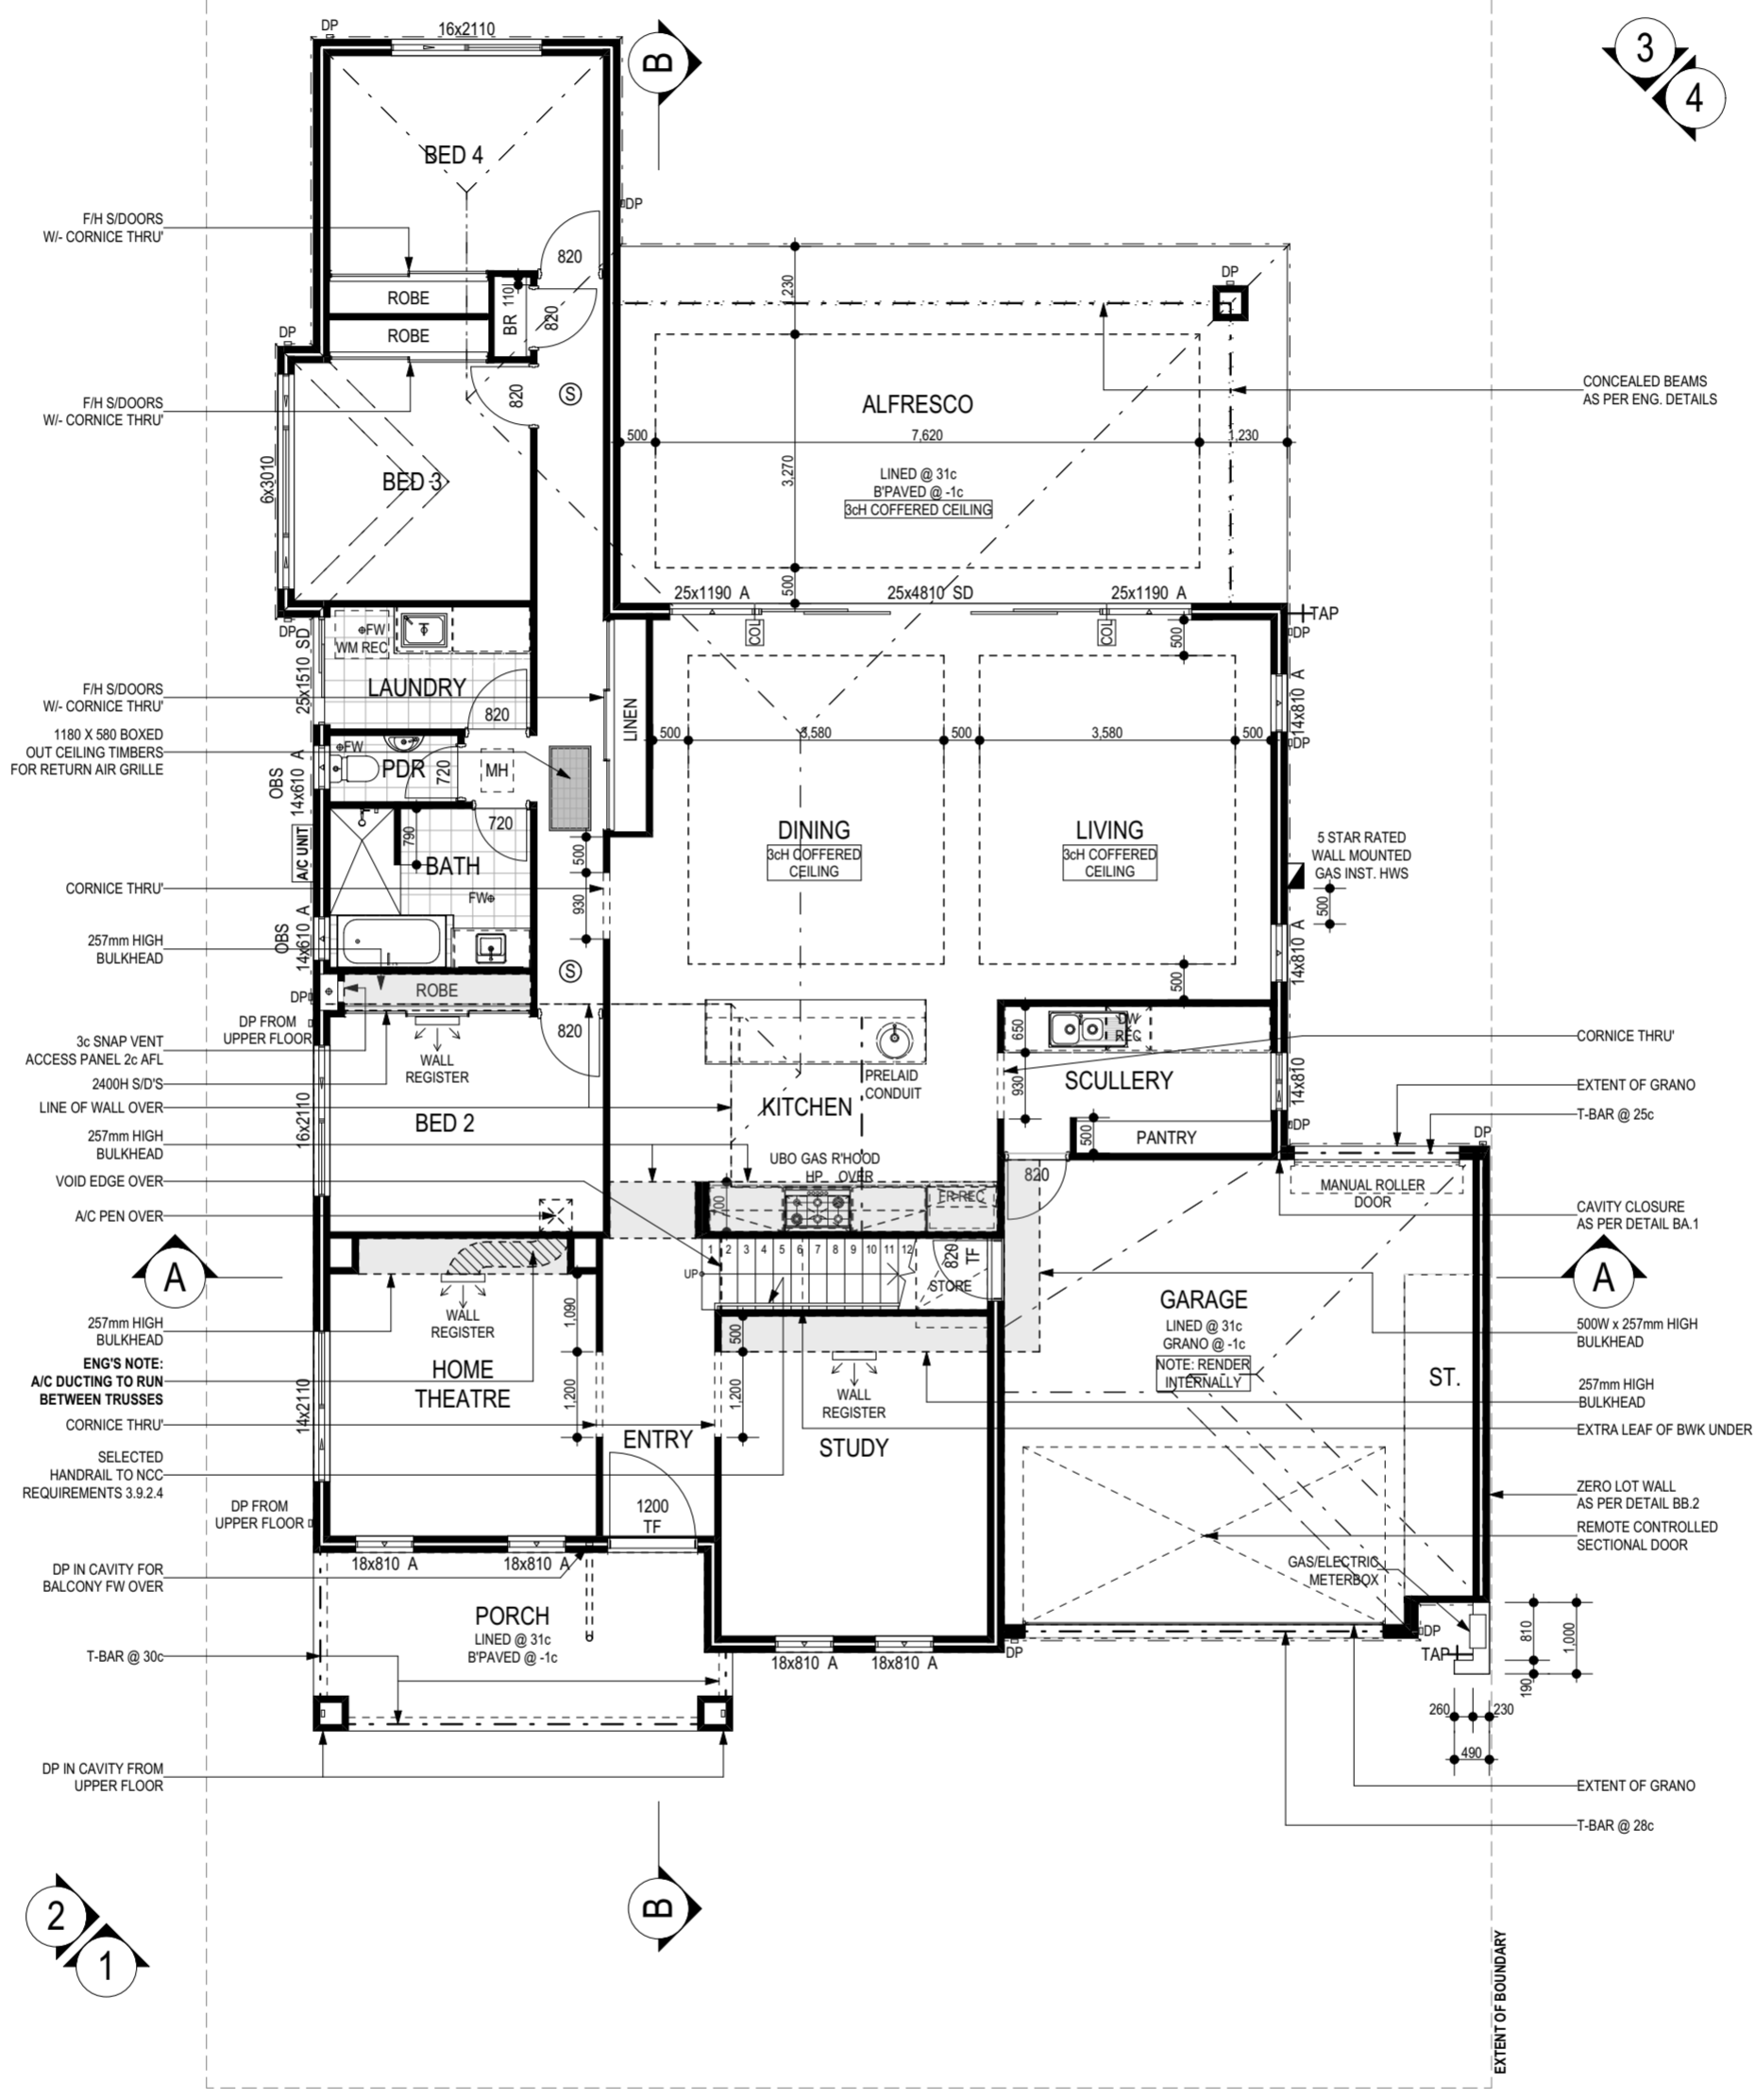 DP
16x2110
B
3
4
BED 4
DP
F/H S/DOORS
W/- CORNICE THRU'
820
ROBE
BR
110
820
DP
1,230
DP
ROBE
F/H S/DOORS
W/- CORNICE THRU'
820
S
ALFRESCO
CONCEALED BEAMS
AS PER ENG. DETAILS
500
7,620
1,230
3,270
LINED @ 31c
B'PAVED @ -1c
3cH COFFERED CEILING
6x3010
BED 3
500
25x1190 A
25x4810 SD
25x1190 A
TAP
DP
DP
COL
COL
500
FW
WM REC
25x1510 SD
LAUNDRY
820
F/H S/DOORS
W/- CORNICE THRU'
LINEN
14x810 A
1180 X 580 BOXED
OUT CEILING TIMBERS
FOR RETURN AIR GRILLE
500
3,580
500
3,580
500
DP
FW
PDR
720
MH
OBS
14x610 A
A/C UNIT
790
720
BATH
FW
500
930
DINING
3cH COFFERED
CEILING
LIVING
3cH COFFERED
CEILING
5 STAR RATED
WALL MOUNTED
GAS INST. HWS
500
CORNICE THRU'
OBS
14x610 A
14x810 A
257mm HIGH
BULKHEAD
S
500
DP
ROBE
DP FROM
UPPER FLOOR
820
650
DW
REC
3c SNAP VENT
ACCESS PANEL 2c AFL
WALL
REGISTER
PRELAID
CONDUIT
CORNICE THRU'
2400H S/D'S
930
SCULLERY
14x810
EXTENT OF GRANO
LINE OF WALL OVER
KITCHEN
T-BAR @ 25c
16x2110
BED 2
500
PANTRY
DP
DP
257mm HIGH
BULKHEAD
UBO GAS R'HOOD
HP OVER
820
VOID EDGE OVER
700
FR REC
MANUAL ROLLER
DOOR
A/C PEN OVER
CAVITY CLOSURE
AS PER DETAIL BA.1
A
1 2 3 4 5 6 7 8 9 10 11 12
UP
820
TF
STORE
A
WALL
REGISTER
1,090
GARAGE
LINED @ 31c
GRANO @ -1c
NOTE: RENDER
INTERNALLY
257mm HIGH
BULKHEAD
500
500W x 257mm HIGH
BULKHEAD
ENG'S NOTE:
A/C DUCTING TO RUN
BETWEEN TRUSSES
HOME
THEATRE
1,200
1,200
WALL
REGISTER
ST.
257mm HIGH
BULKHEAD
14x2110
CORNICE THRU'
ENTRY
STUDY
EXTRA LEAF OF BWK UNDER
SELECTED
HANDRAIL TO NCC
REQUIREMENTS 3.9.2.4
ZERO LOT WALL
AS PER DETAIL BB.2
DP FROM
UPPER FLOOR
1200
TF
REMOTE CONTROLLED
SECTIONAL DOOR
18x810 A
18x810 A
GAS/ELECTRIC
METERBOX
DP IN CAVITY FOR
BALCONY FW OVER
PORCH
LINED @ 31c
B'PAVED @ -1c
DP
DP
TAP
810
1,000
190
T-BAR @ 30c
18x810 A
18x810 A
260
230
490
DP IN CAVITY FROM
UPPER FLOOR
EXTENT OF GRANO
T-BAR @ 28c
2
1
B
EXTENT OF BOUNDARY